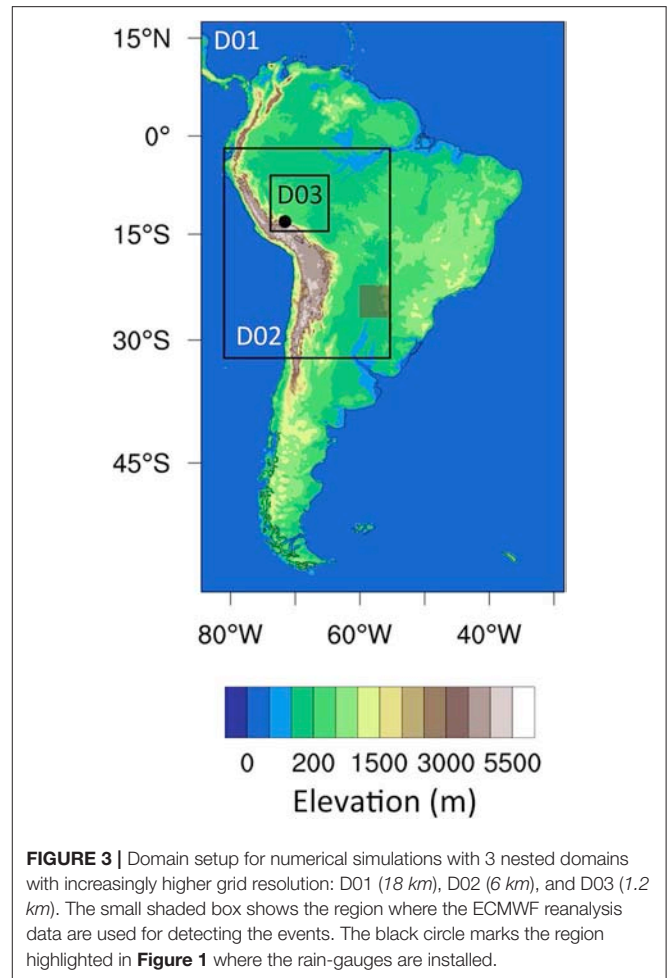 15°N
D01
0°
D03
15°S
D02
30°S
45°S
80°W 60°W 40°W
0 200 1500 3000 5500
Elevation (m)
FIGURE 3 | Domain setup for numerical simulations with 3 nested domains
with increasingly higher grid resolution: D01 (18 km), D02 (6 km), and D03 (1.2
km). The small shaded box shows the region where the ECMWF reanalysis
data are used for detecting the events. The black circle marks the region
highlighted in Figure 1 where the rain-gauges are installed.